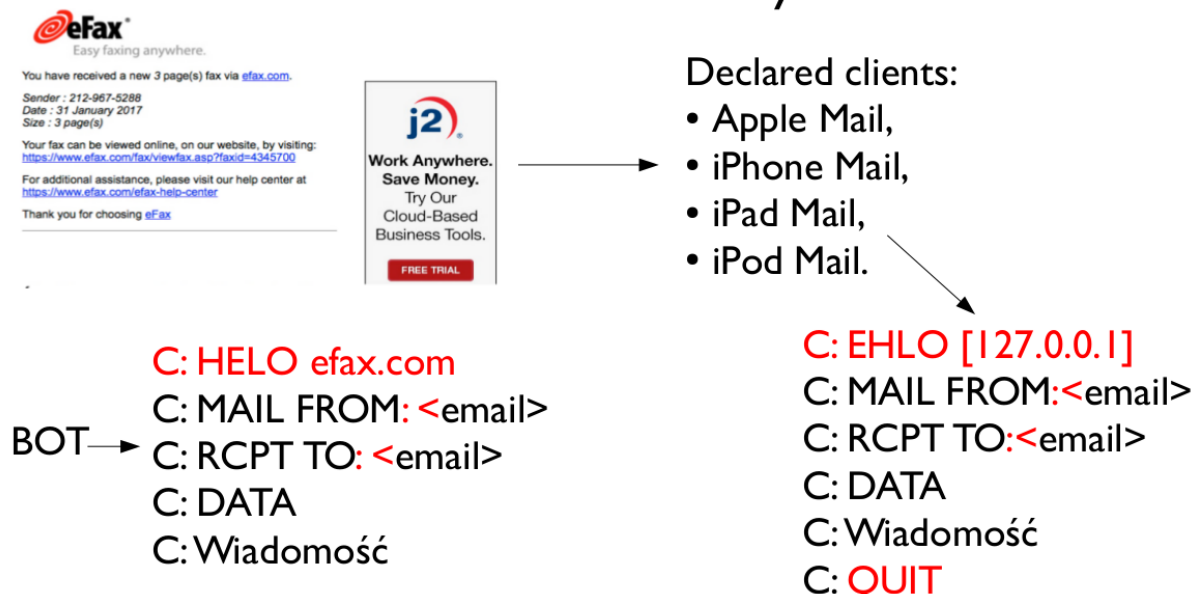 eFax®
Easy faxing anywhere.
You have received a new 3 page(s) fax via efax.com.
Sender : 212-967-5288
Date : 31 January 2017
Size : 3 page(s)
Your fax can be viewed online, on our website, by visiting:
https://www.efax.com/fax/viewfax.asp?faxid=4345700
For additional assistance, please visit our help center at
https://www.efax.com/efax-help-center
Thank you for choosing eFax
j2
Work Anywhere.
Save Money.
Try Our
Cloud-Based
Business Tools.
FREE TRIAL
Declared clients:
• Apple Mail,
• iPhone Mail,
• iPad Mail,
• iPod Mail.
BOT
C: HELO efax.com
C: MAIL FROM: <email>
C: RCPT TO: <email>
C: DATA
C: Wiadomość
C: EHLO [127.0.0.1]
C: MAIL FROM:<email>
C: RCPT TO:<email>
C: DATA
C: Wiadomość
C: QUIT